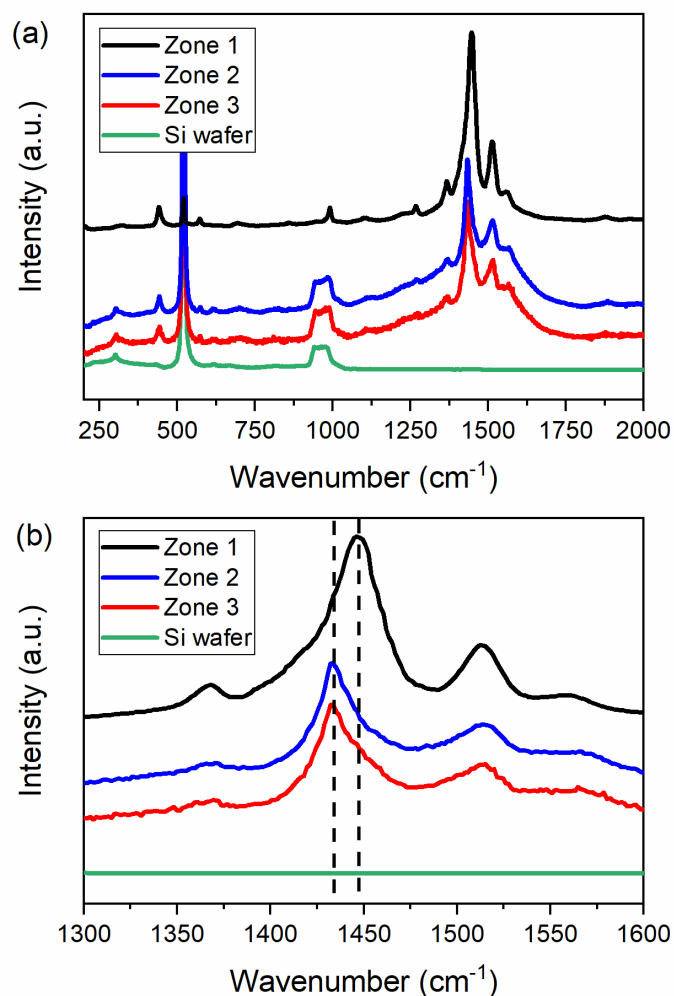 (a)
Zone 1
Zone 2
Zone 3
Si wafer
Intensity (a.u.)
250 500 750 1000 1250 1500 1750 2000
Wavenumber (cm⁻¹)
(b)
Zone 1
Zone 2
Zone 3
Si wafer
Intensity (a.u.)
1300 1350 1400 1450 1500 1550 1600
Wavenumber (cm⁻¹)